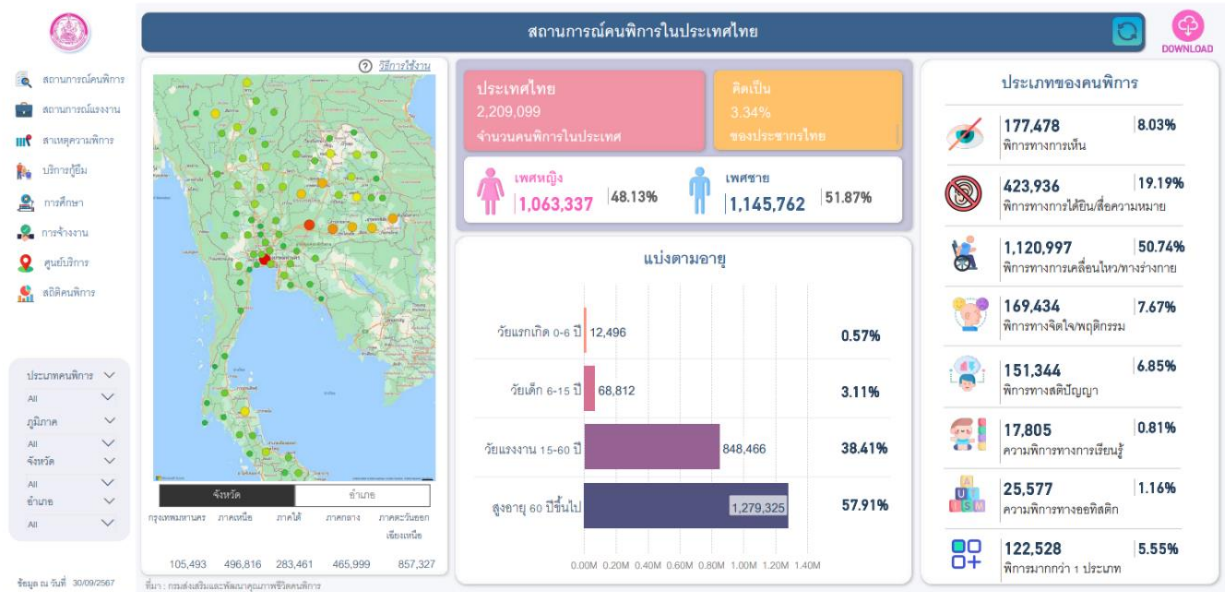 สถานการณ์คนพิการในประเทศไทย
DOWNLOAD
สถานการณ์คนพิการ
สถานการณ์แรงงาน
สาเหตุความพิการ
บริการกู้ยืม
การศึกษา
การจ้างงาน
ศูนย์บริการ
สถิติคนพิการ
ประเภทคนพิการ
All
ภูมิภาค
All
จังหวัด
All
อำเภอ
All
ข้อมูล ณ วันที่ 30/09/2567
วิธีการใช้งาน
จังหวัด อำเภอ
กรุงเทพมหานคร ภาคเหนือ ภาคใต้ ภาคกลาง ภาคตะวันออก
เฉียงเหนือ
105,493 496,816 283,461 465,999 857,327
ที่มา : กรมส่งเสริมและพัฒนาคุณภาพชีวิตคนพิการ
ประเทศไทย
2,209,099
จำนวนคนพิการในประเทศ
คิดเป็น
3.34%
ของประชากรไทย
เพศหญิง
1,063,337 48.13%
เพศชาย
1,145,762 51.87%
แบ่งตามอายุ
วัยแรกเกิด 0-6 ปี 12,496 0.57%
วัยเด็ก 6-15 ปี 68,812 3.11%
วัยแรงงาน 15-60 ปี 848,466 38.41%
สูงอายุ 60 ปีขึ้นไป 1,279,325 57.91%
0.00M 0.20M 0.40M 0.60M 0.80M 1.00M 1.20M 1.40M
ประเภทของคนพิการ
177,478 8.03%
พิการทางการเห็น
423,936 19.19%
พิการทางการได้ยิน/สื่อความหมาย
1,120,997 50.74%
พิการทางการเคลื่อนไหว/ทางร่างกาย
169,434 7.67%
พิการทางจิตใจ/พฤติกรรม
151,344 6.85%
พิการทางสติปัญญา
17,805 0.81%
ความพิการทางการเรียนรู้
25,577 1.16%
ความพิการทางออทิสติก
122,528 5.55%
พิการมากกว่า 1 ประเภท